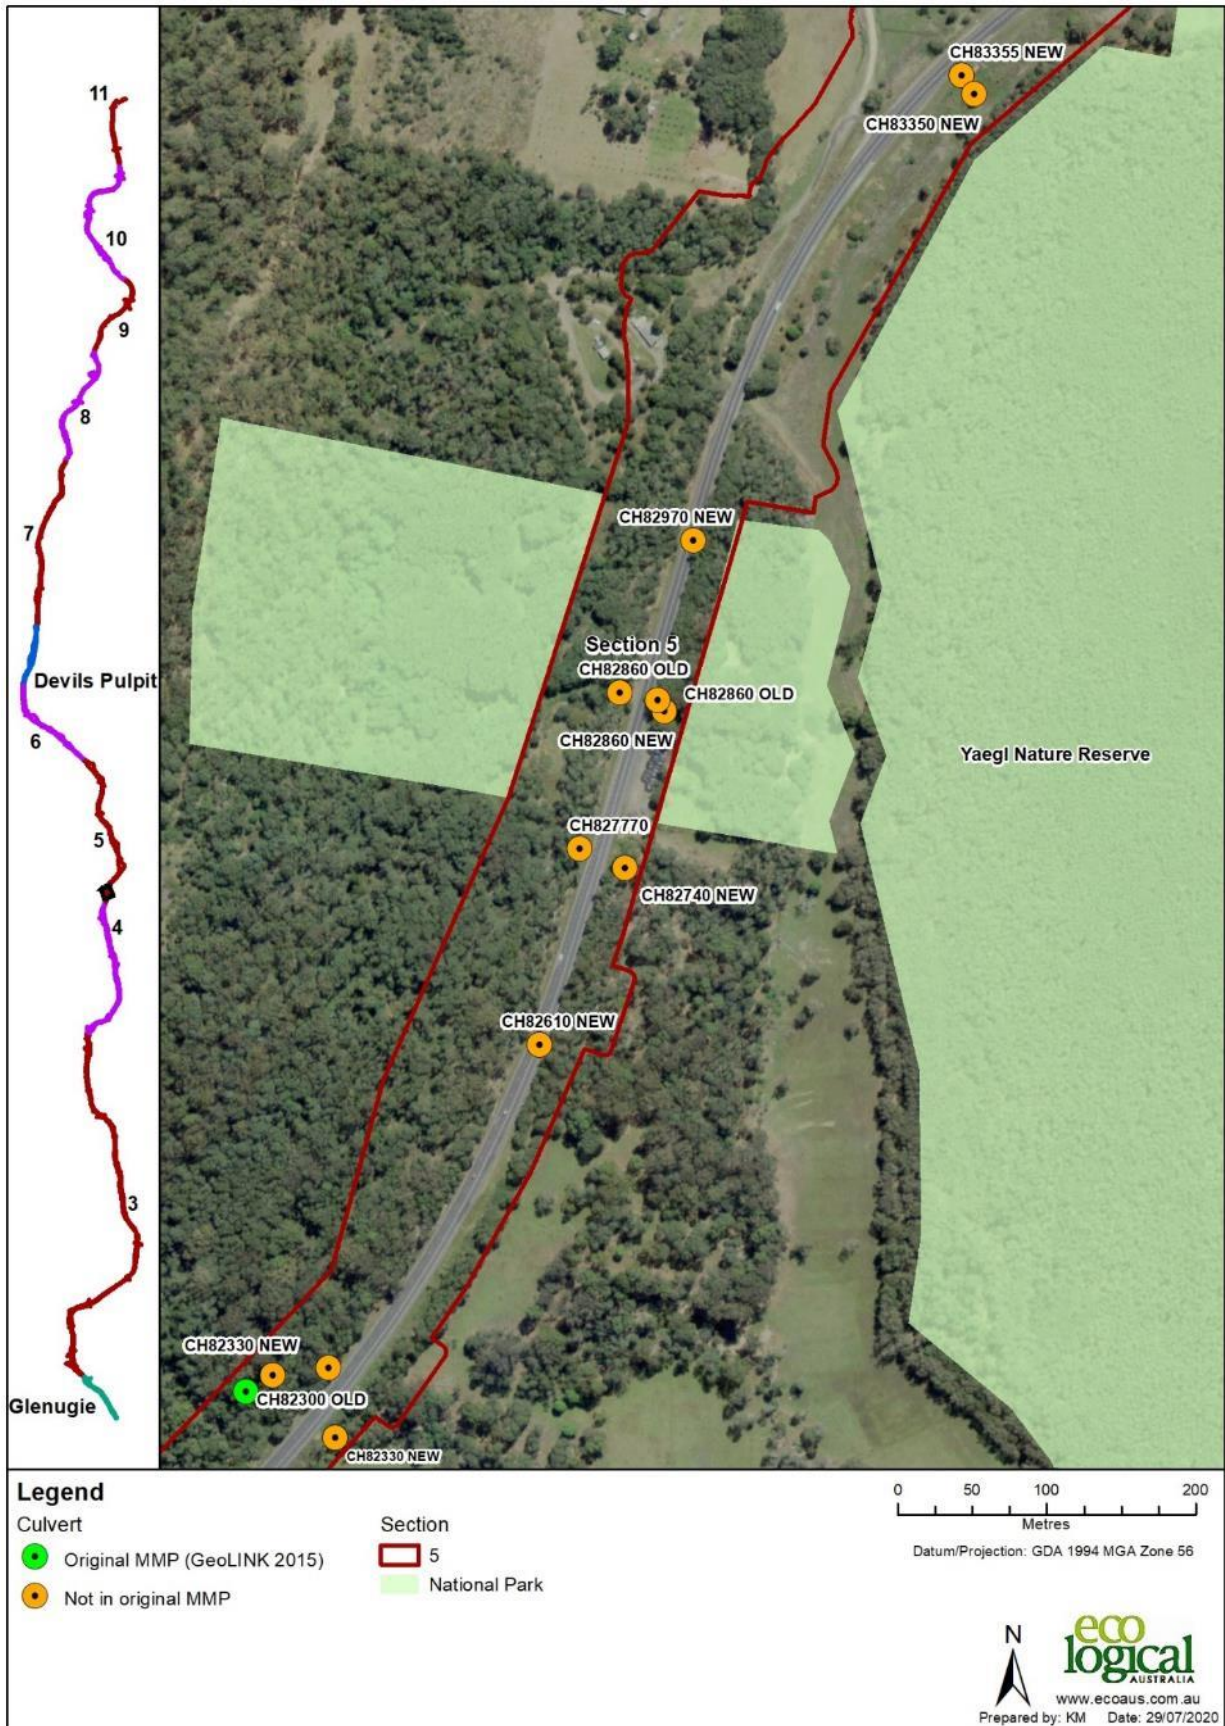 11
10
9
8
7
Devils Pulpit
6
5
4
3
Glenugie
CH83355 NEW
CH83350 NEW
CH82970 NEW
Section 5
CH82860 OLD
CH82860 OLD
CH82860 NEW
Yaegl Nature Reserve
CH827770
CH82740 NEW
CH82610 NEW
CH82330 NEW
CH82300 OLD
CH82330 NEW
Legend
Culvert
Original MMP (GeoLINK 2015)
Not in original MMP
Section
5
National Park
0 50 100 200
Metres
Datum/Projection: GDA 1994 MGA Zone 56
N
eco
logical
AUSTRALIA
www.ecoaus.com.au
Prepared by: KM Date: 29/07/2020